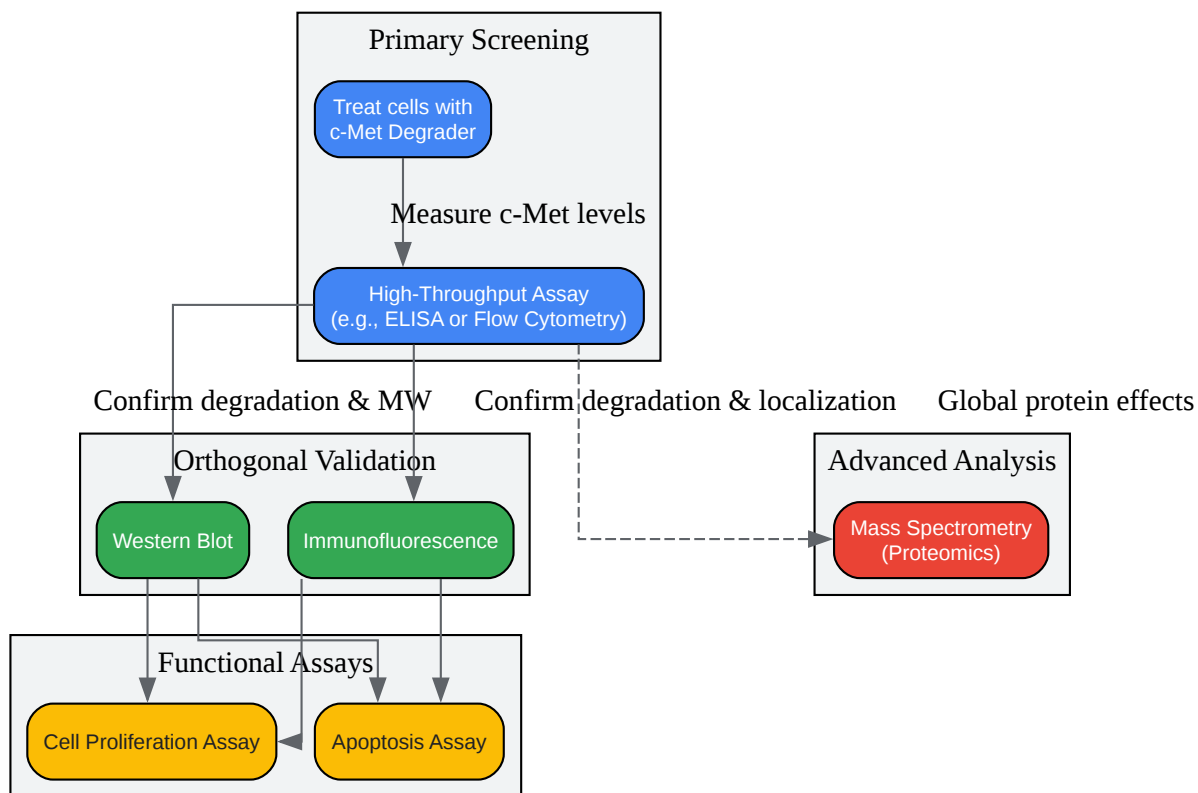 Primary Screening
Treat cells with
c-Met Degrader
Measure c-Met levels
High-Throughput Assay
(e.g., ELISA or Flow Cytometry)
Confirm degradation & MW
Confirm degradation & localization
Global protein effects
Orthogonal Validation
Advanced Analysis
Western Blot
Immunofluorescence
Mass Spectrometry
(Proteomics)
Functional Assays
Cell Proliferation Assay
Apoptosis Assay